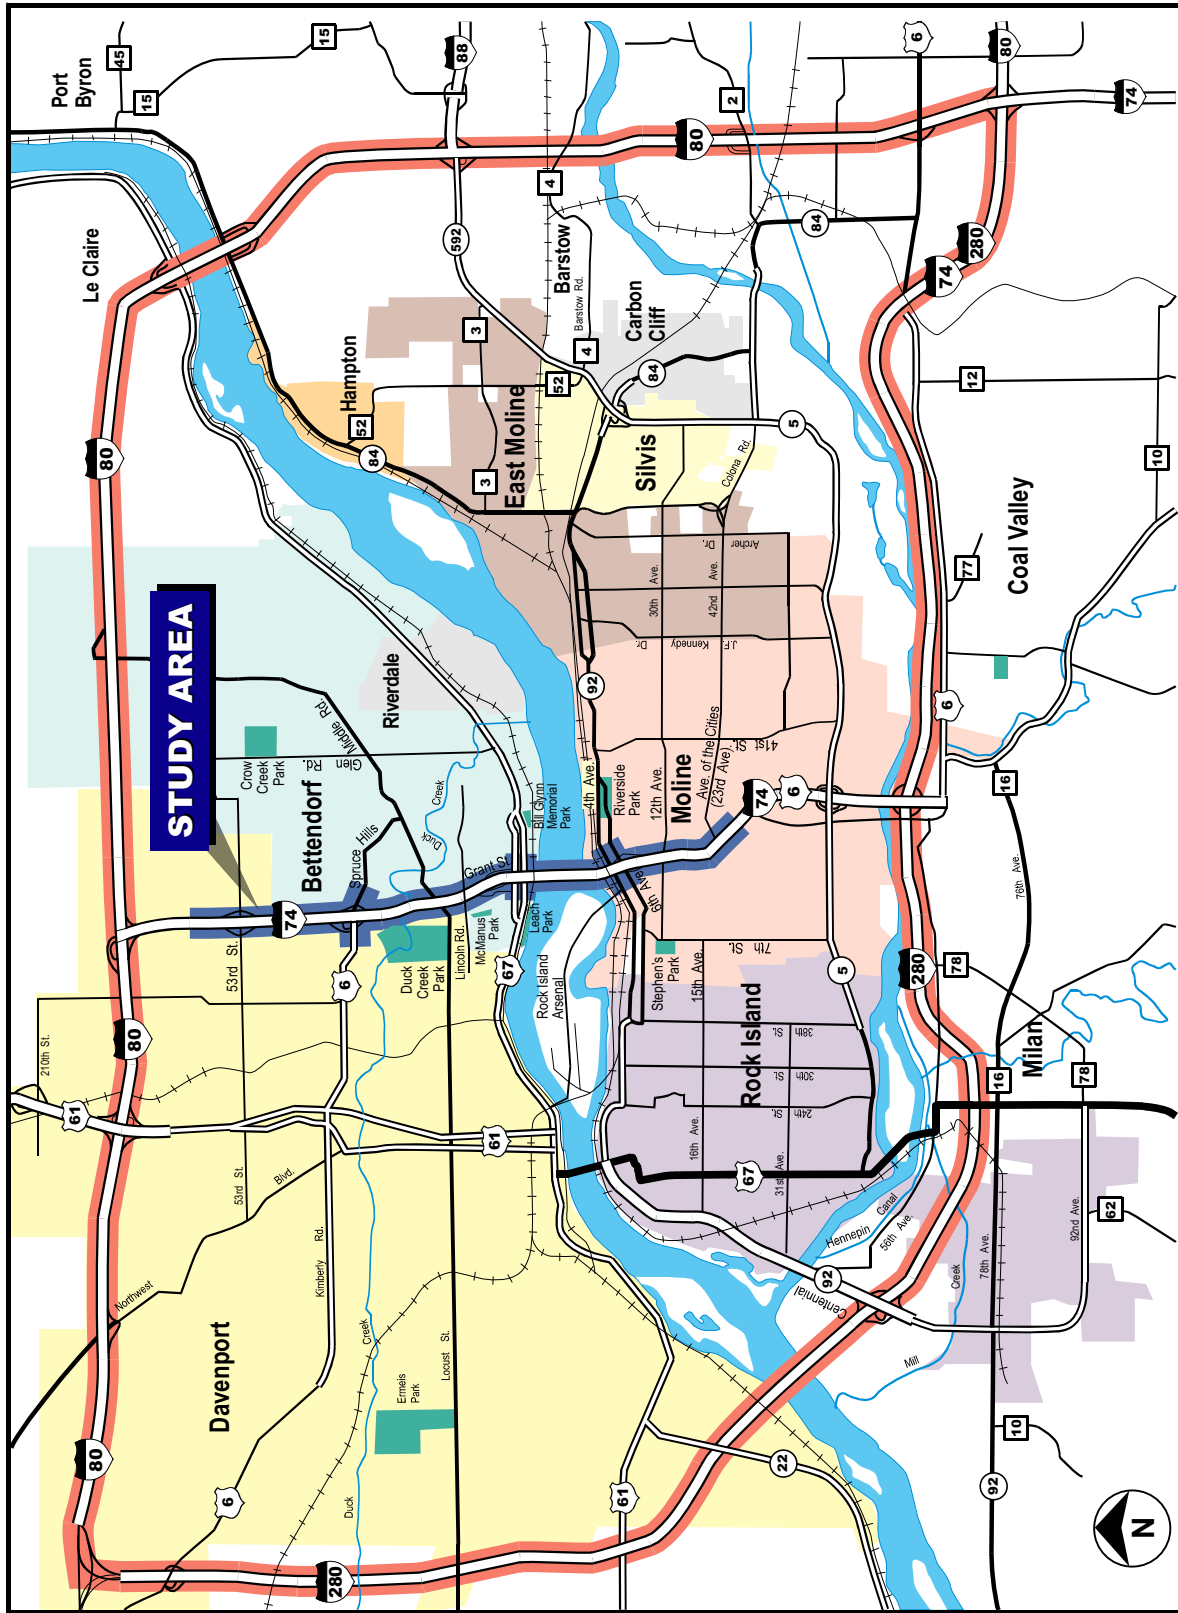 Port
Byron
45
15
15
88
6
80
74
2
80
4
84
280
74
Le Claire
592
Barstow
Barstow Rd.
Carbon
Cliff
3
4
84
52
12
10
Hampton
52
84
80
3
East Moline
Silvis
5
Colona Rd.
Archer
Dr.
77
Coal Valley
STUDY AREA
30th Ave.
42nd Ave.
J.F. Kennedy Dr.
Riverdale
92
6
Middle Rd.
Glen Rd.
Crow
Creek
Park
Bettendorf
Spruce Hills
Duck Creek
Grant St.
Bill Glynn
Memorial
Park
4th Ave.
Riverside
Park
12th Ave.
Moline
Ave. of the Cities
(23rd Ave)
41st St.
74
6
16
76th Ave.
74
53rd St.
6
Duck
Creek
Park
Lincoln Rd.
McManus
Park
67
Leach
Park
Rock Island
Arsenal
6th Ave.
Stephen's
Park
15th Ave.
7th St.
5
280
78
Rock Island
38th St.
30th St.
24th St.
Milan
16
78
210th St.
61
80
61
53rd St.
Blvd.
Northwest
Kimberly Rd.
16th Ave.
31st Ave.
67
Hennepin Canal
56th Ave.
78th Ave.
92nd Ave.
62
92
Centennial
Creek
Mill
Davenport
Creek
Locust St.
Ermeis
Park
80
6
Duck
280
61
22
92
10
N